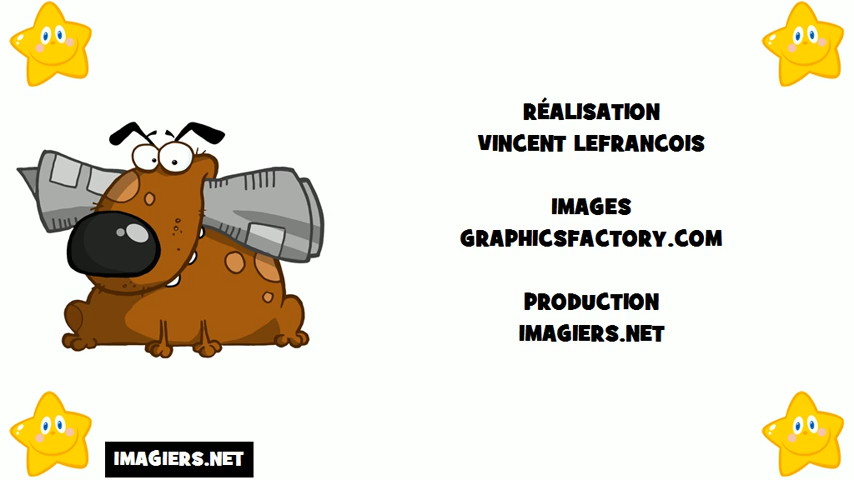 RÉALISATION
VINCENT LEFRANCOIS
IMAGES
GRAPHICSFACTORY.COM
PRODUCTION
IMAGIERS.NET
IMAGIERS.NET